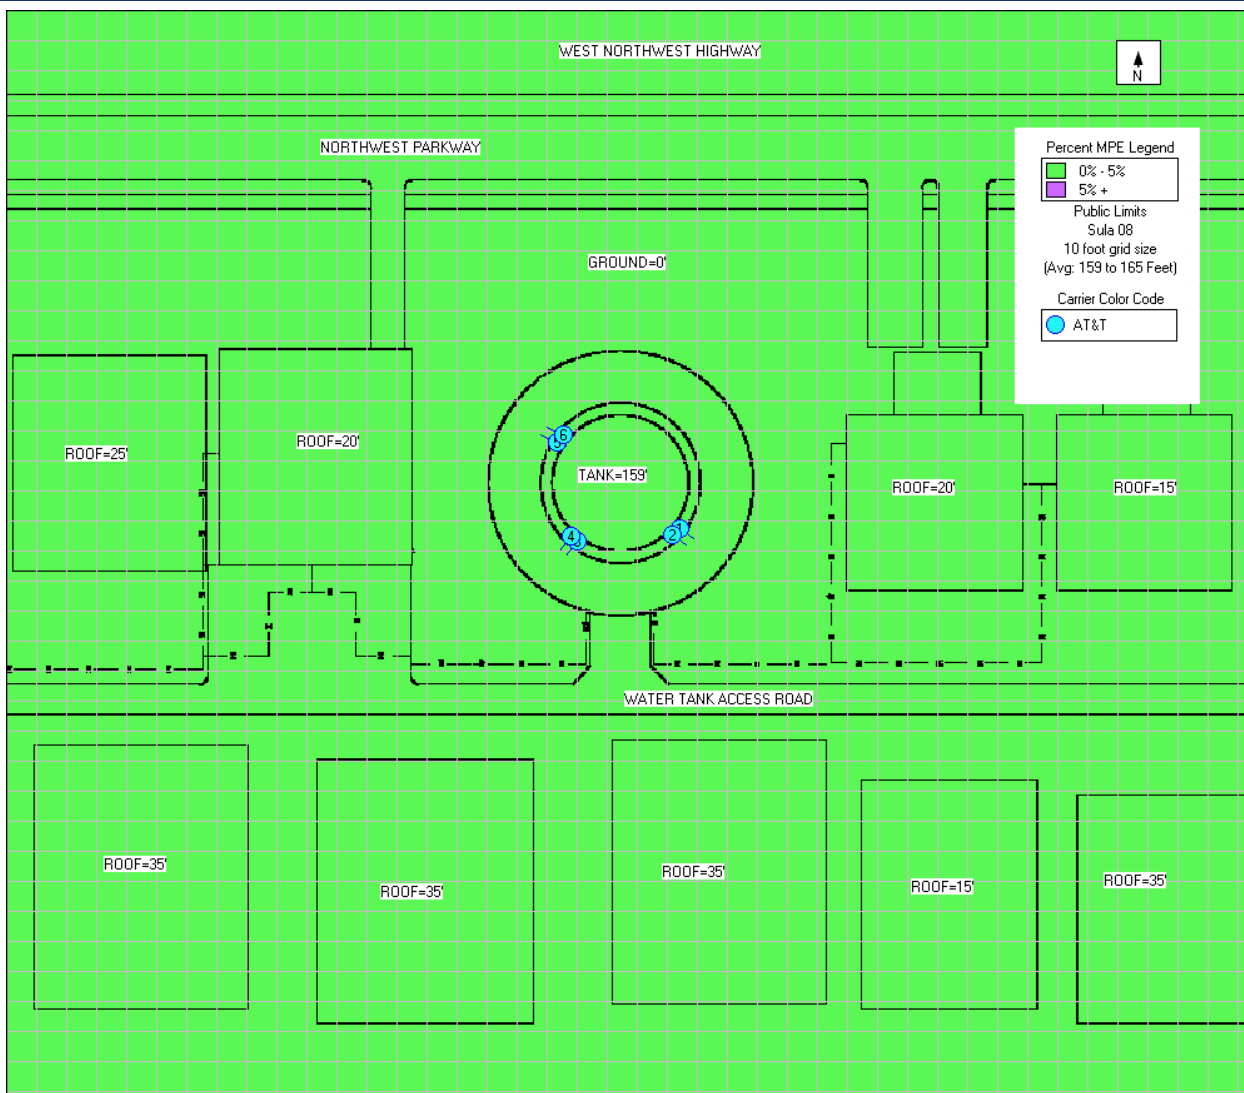 WEST NORTHWEST HIGHWAY
N
NORTHWEST PARKWAY
Percent MPE Legend
0% - 5%
5% +
Public Limits
Sula 08
10 foot grid size
(Avg: 159 to 165 Feet)
Carrier Color Code
AT&T
GROUND=0'
ROOF=25'
ROOF=20'
6
5
TANK=159'
ROOF=20'
ROOF=15'
4
3
2
1
WATER TANK ACCESS ROAD
ROOF=35'
ROOF=35'
ROOF=35'
ROOF=15'
ROOF=35'